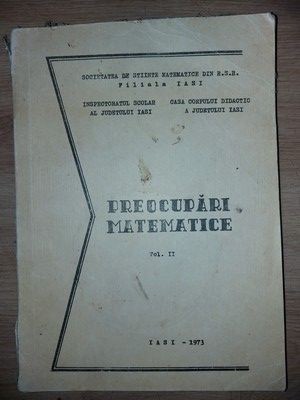 SOCIETATEA DE STIINTE MATEMATICE DIN R.S.R.
Filiala IASI
INSPECTORATUL SCOLAR CASA CORPULUI DIDACTIC
AL JUDETULUI IASI A JUDETULUI IASI
PREOCUPĂRI
MATEMATICE
Vol. II
IASI - 1973